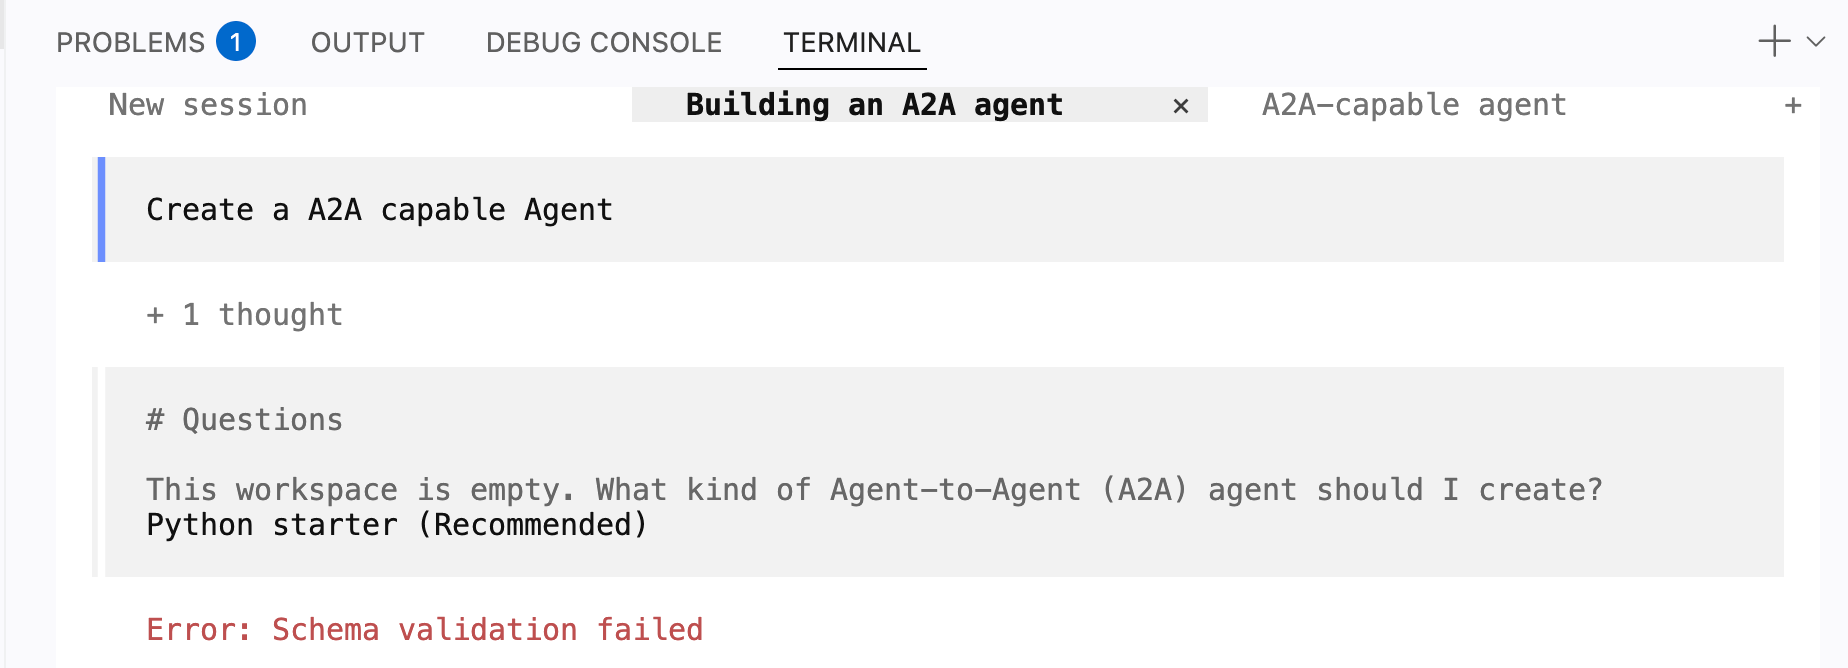 PROBLEMS 1 OUTPUT DEBUG CONSOLE TERMINAL
New session Building an A2A agent × A2A-capable agent +
Create a A2A capable Agent
+ 1 thought
# Questions
This workspace is empty. What kind of Agent-to-Agent (A2A) agent should I create?
Python starter (Recommended)
Error: Schema validation failed